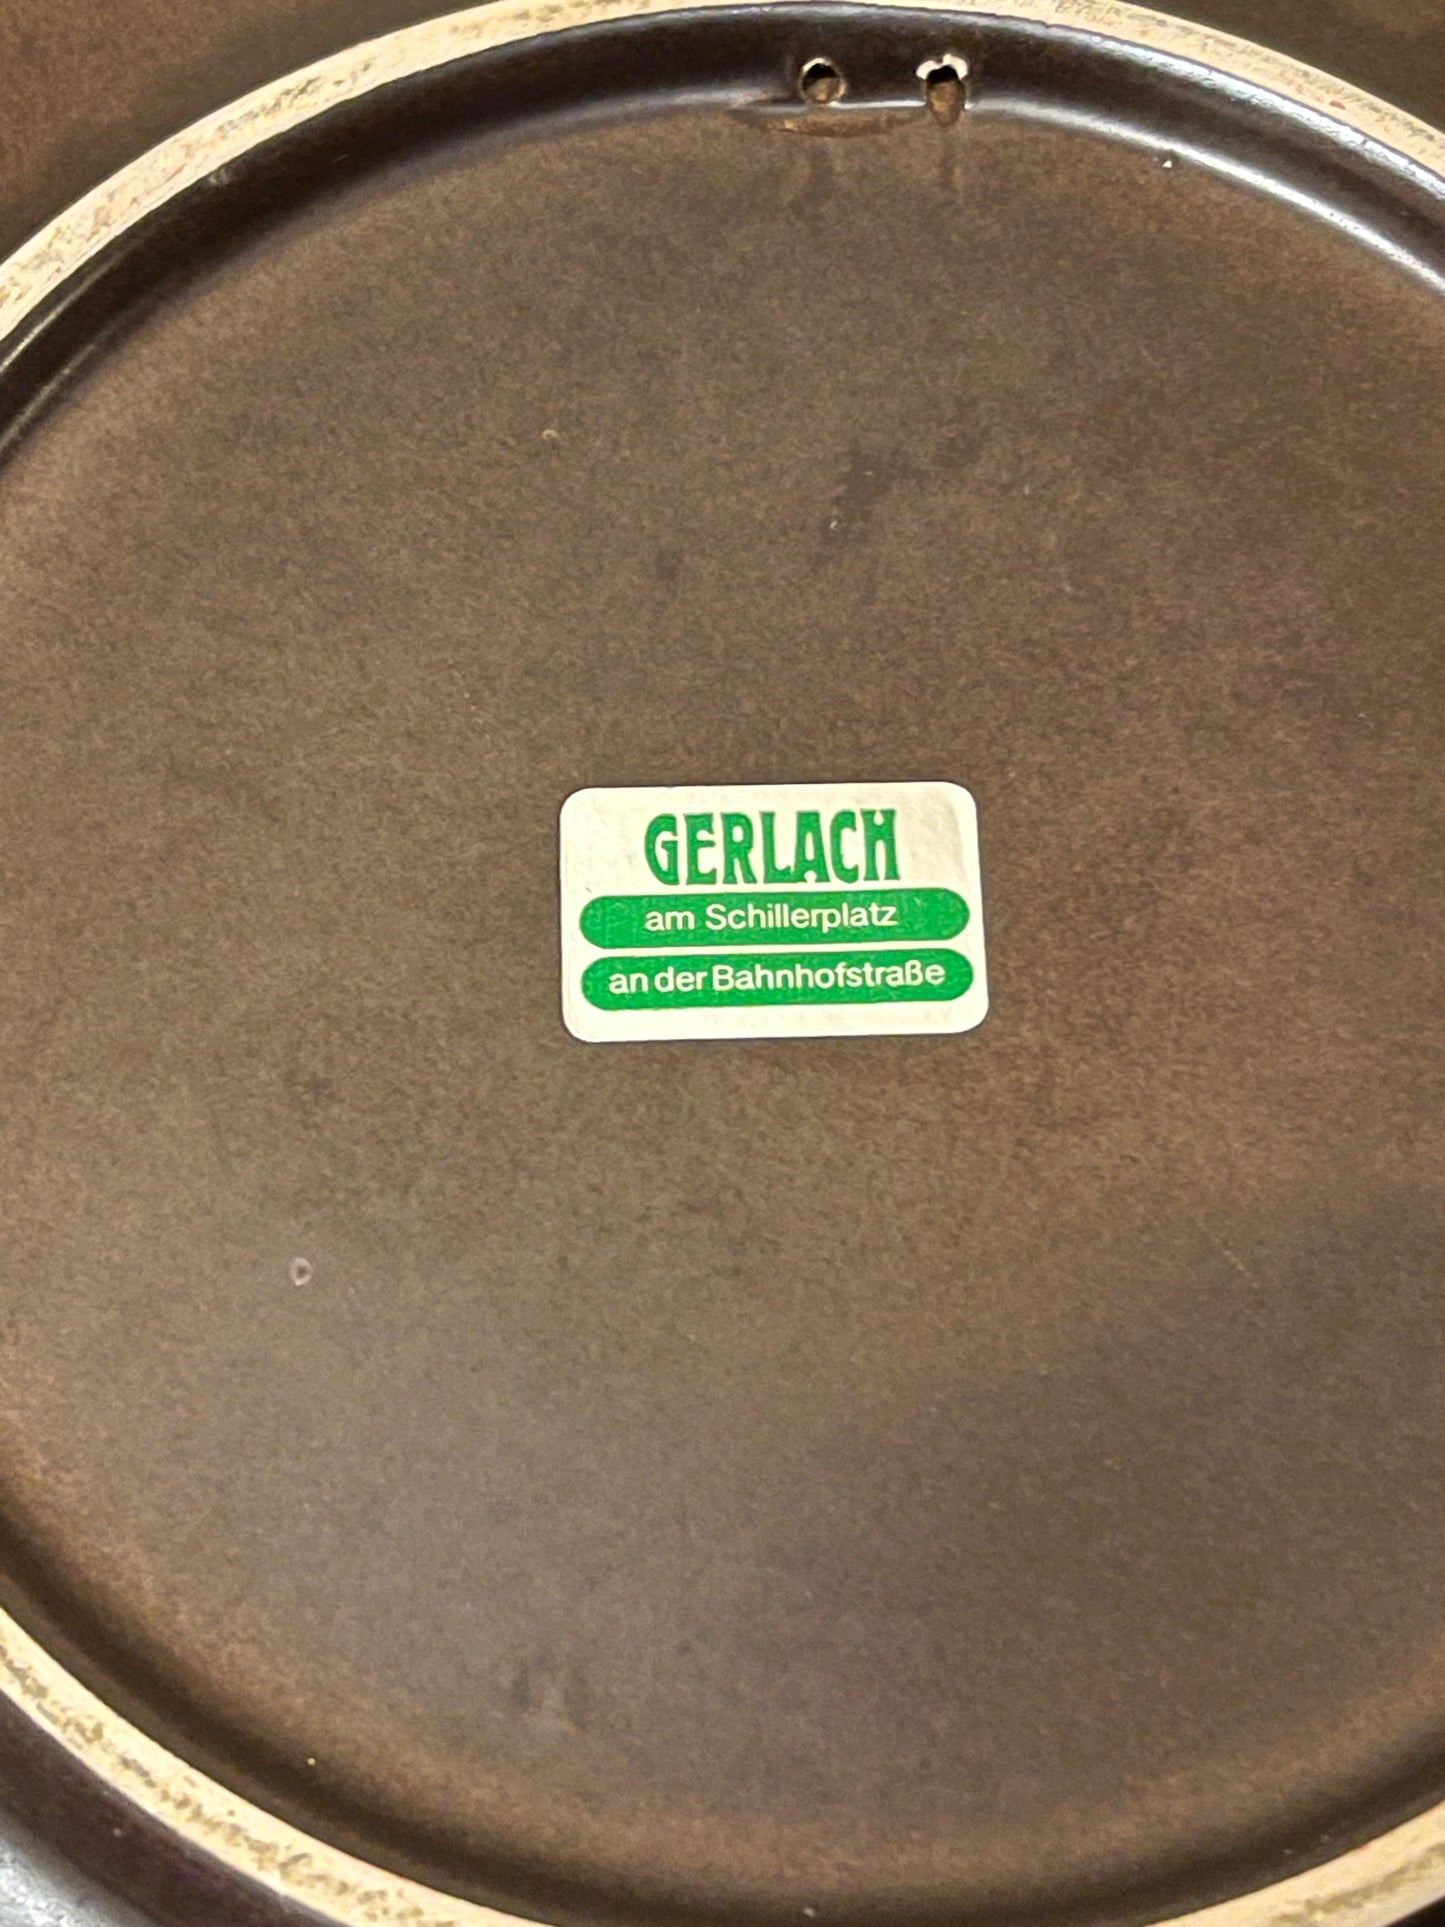 GERLACH
am Schillerplatz
an der Bahnhofstraße